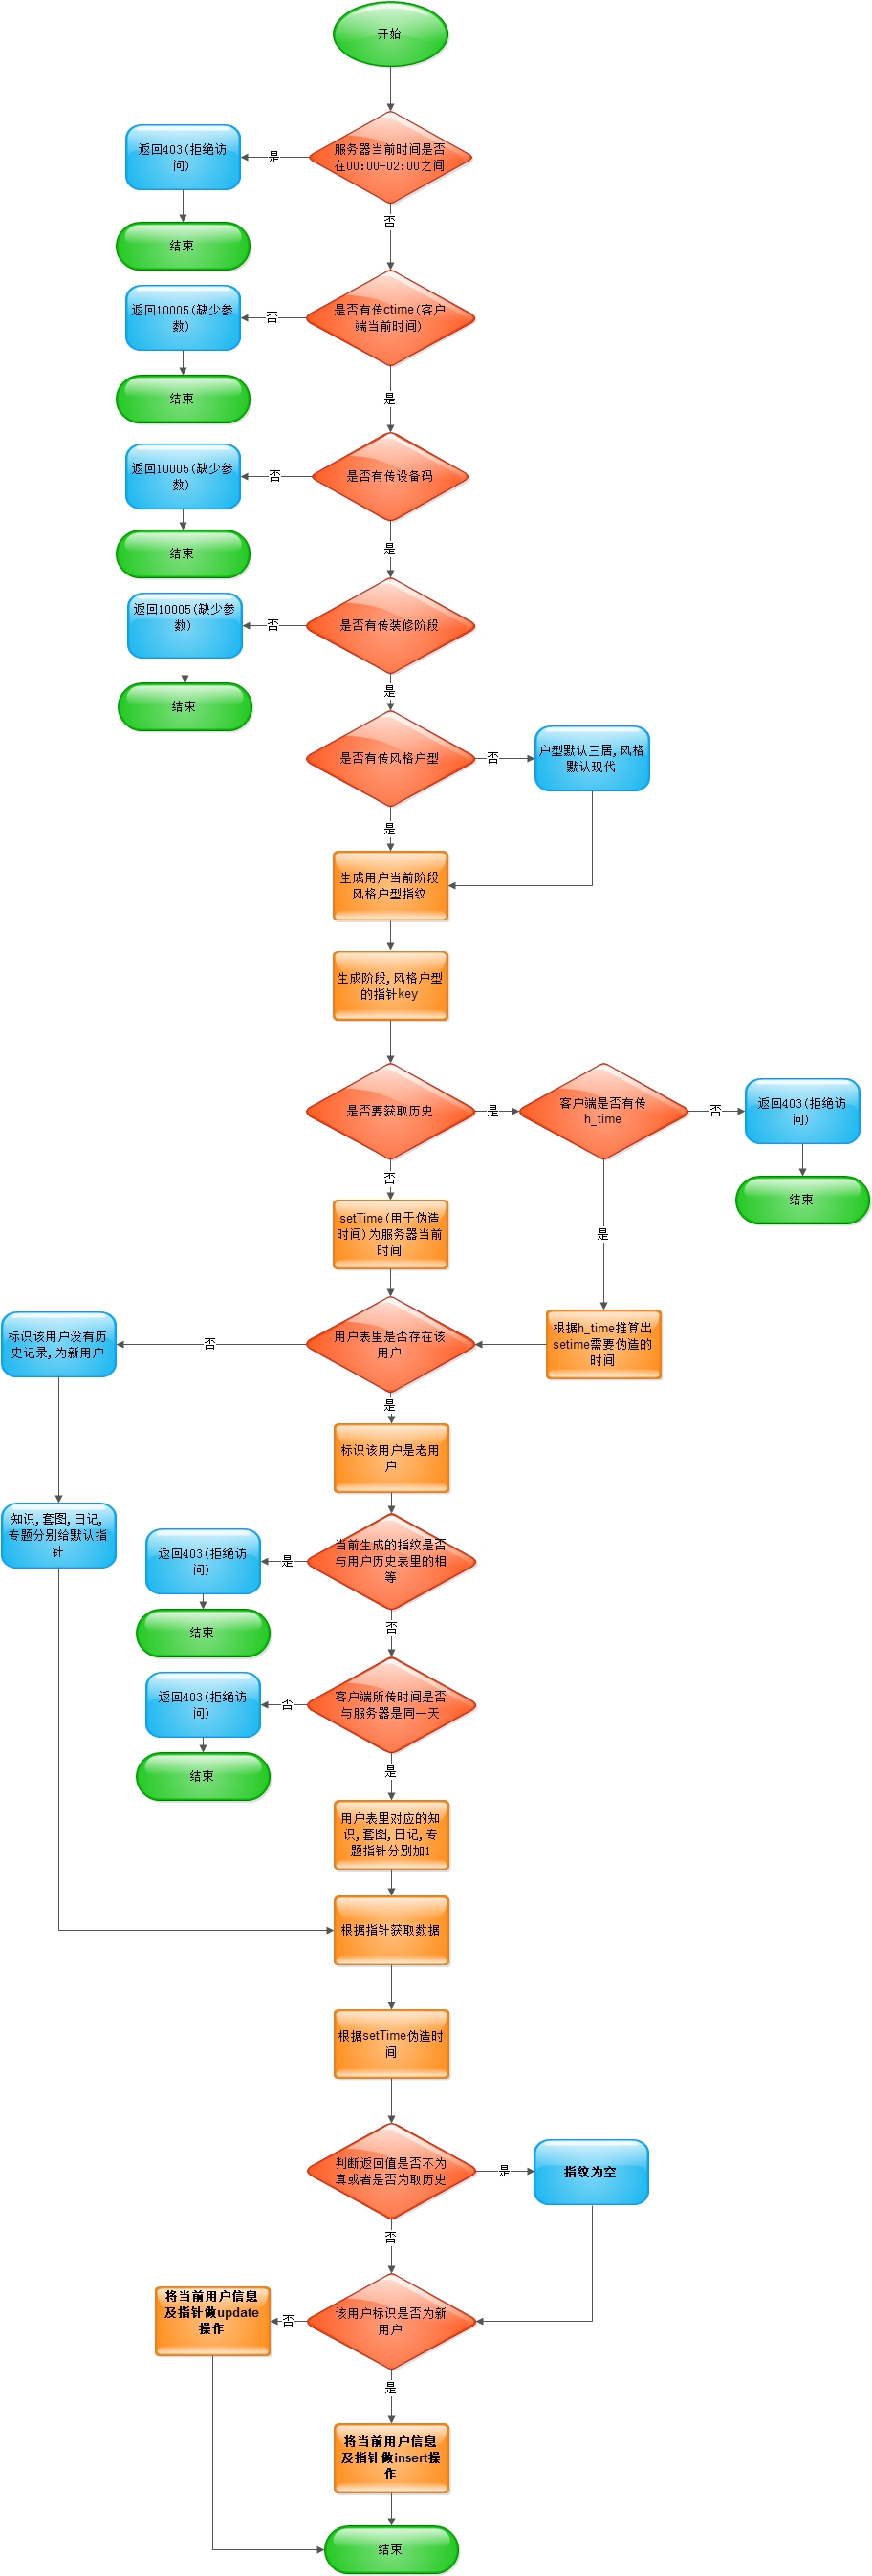 开始
服务器当前时间是否
在00:00-02:00之间
是
返回403(拒绝访
问)
结束
否
是否有传ctime(客户
端当前时间)
否
返回10005(缺少参
数)
结束
是
是否有传设备码
否
返回10005(缺少参
数)
结束
是
是否有传装修阶段
否
返回10005(缺少参
数)
结束
是
是否有传风格户型
否
户型默认三居,风格
默认现代
是
生成用户当前阶段
风格户型指纹
生成阶段,风格户型
的指针key
是否要获取历史
是
客户端是否有传
h_time
否
返回403(拒绝访
问)
结束
否
setTime(用于伪造
时间)为服务器当前
时间
是
根据h_time推算出
setime需要伪造的
时间
用户表里是否存在该
用户
否
标识该用户没有历
史记录,为新用户
是
标识该用户是老用
户
知识,套图,日记,
专题分别给默认指
针
当前生成的指纹是否
与用户历史表里的相
等
是
返回403(拒绝访
问)
结束
否
客户端所传时间是否
与服务器是同一天
否
返回403(拒绝访
问)
结束
是
用户表里对应的知
识,套图,日记,专
题指针分别加1
根据指针获取数据
根据setTime伪造时
间
判断返回值是否不为
真或者是否为取历史
是
指纹为空
否
该用户标识是否为新
用户
否
将当前用户信息
及指针做update
操作
是
将当前用户信息
及指针做insert操
作
结束